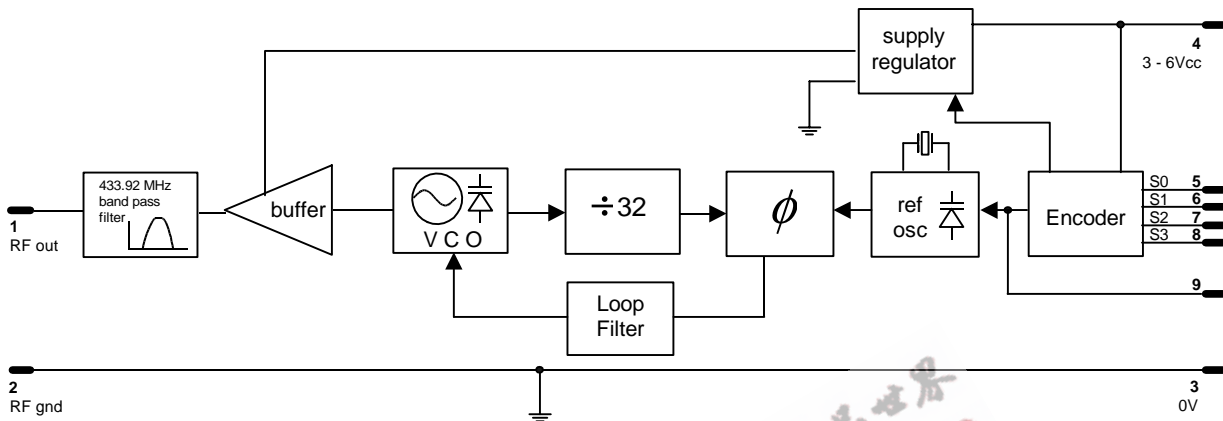 supply
regulator
4
3 - 6Vcc
433.92 MHz
band pass
filter
buffer
V C O
÷32
ϕ
ref
osc
Encoder
S0
5
S1
6
S2
7
S3
8
1
RF out
9
Loop
Filter
2
RF gnd
3
0V